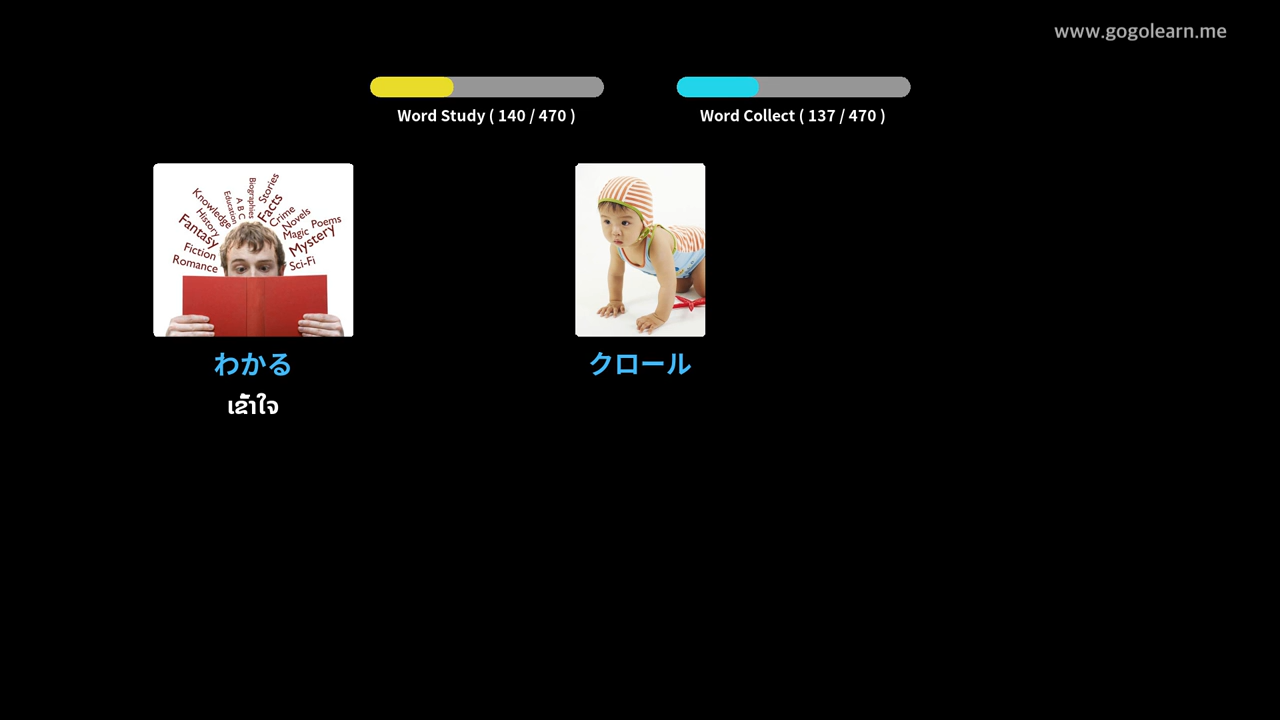 www.gogolearn.me
Word Study ( 140 / 470 )
Word Collect ( 137 / 470 )
Stories
Biographies
A B C
Education
Knowledge
Facts
Crime
History
Novels
Fantasy
Magic
Poems
Mystery
Fiction
Romance
Sci-Fi
わかる
クロール
เข้าใจ